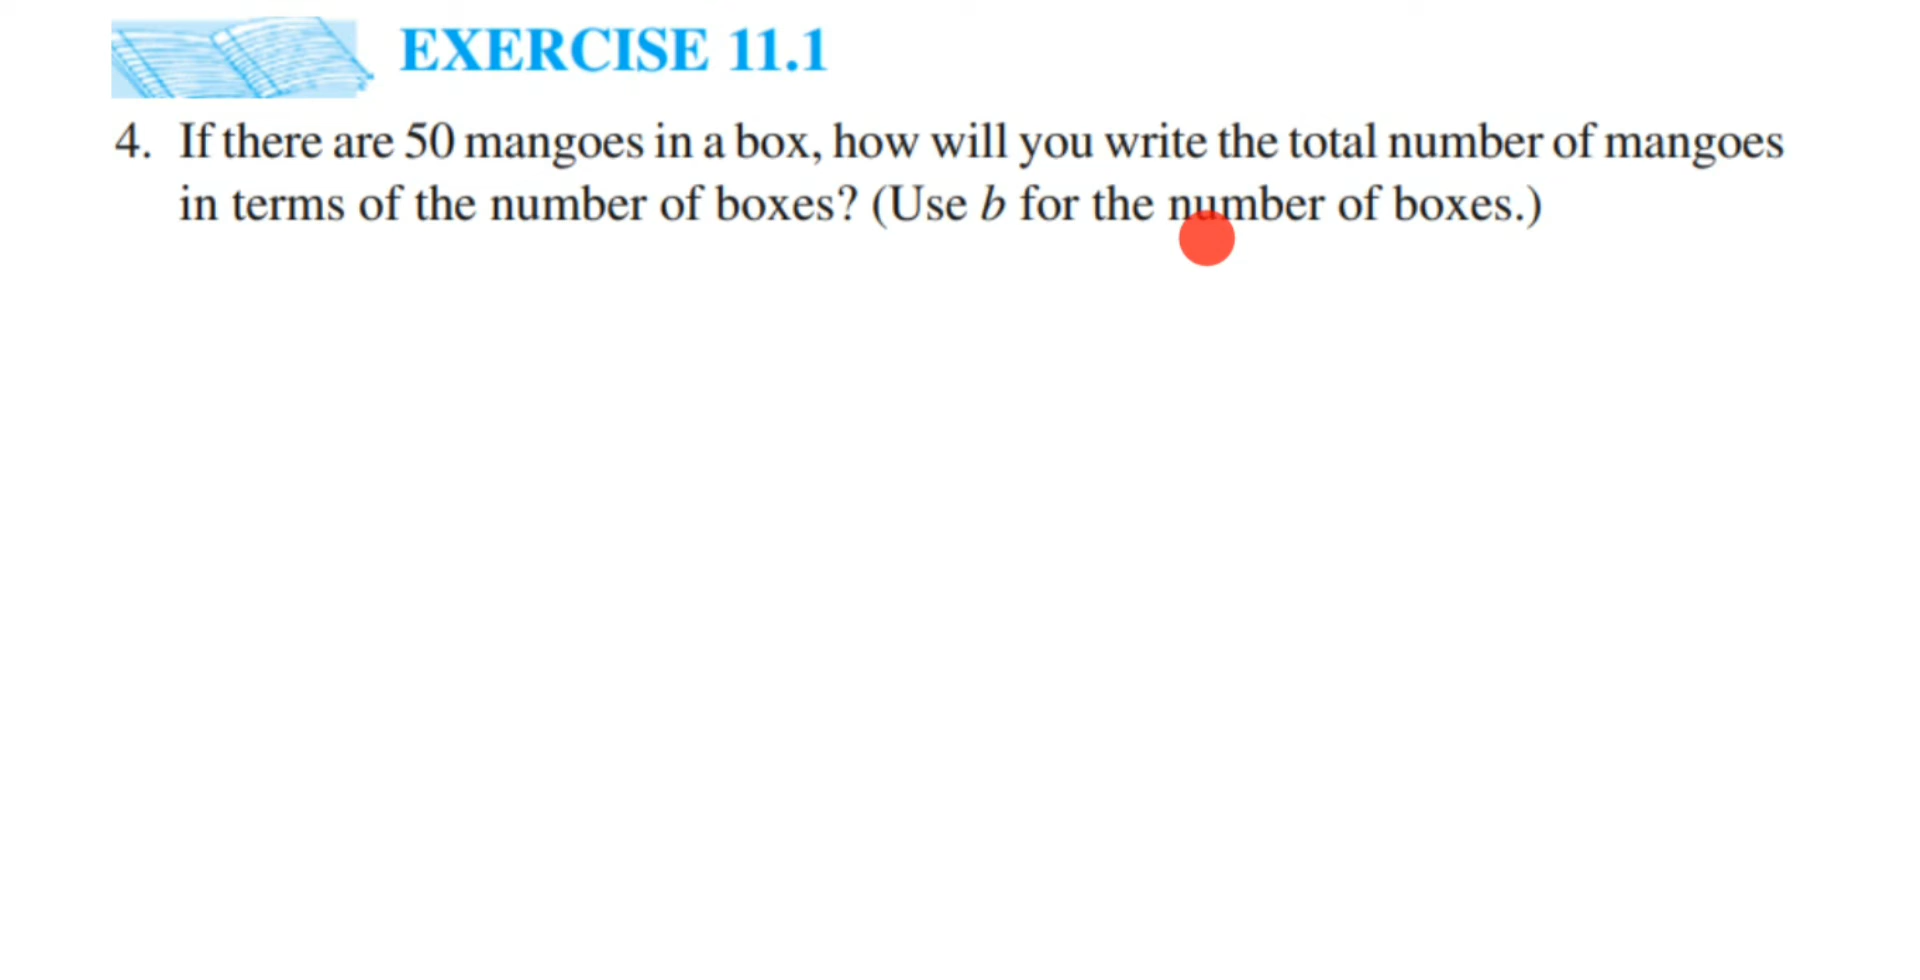 EXERCISE 11.1
4. If there are 50 mangoes in a box, how will you write the total number of mangoes
in terms of the number of boxes? (Use b for the number of boxes.)